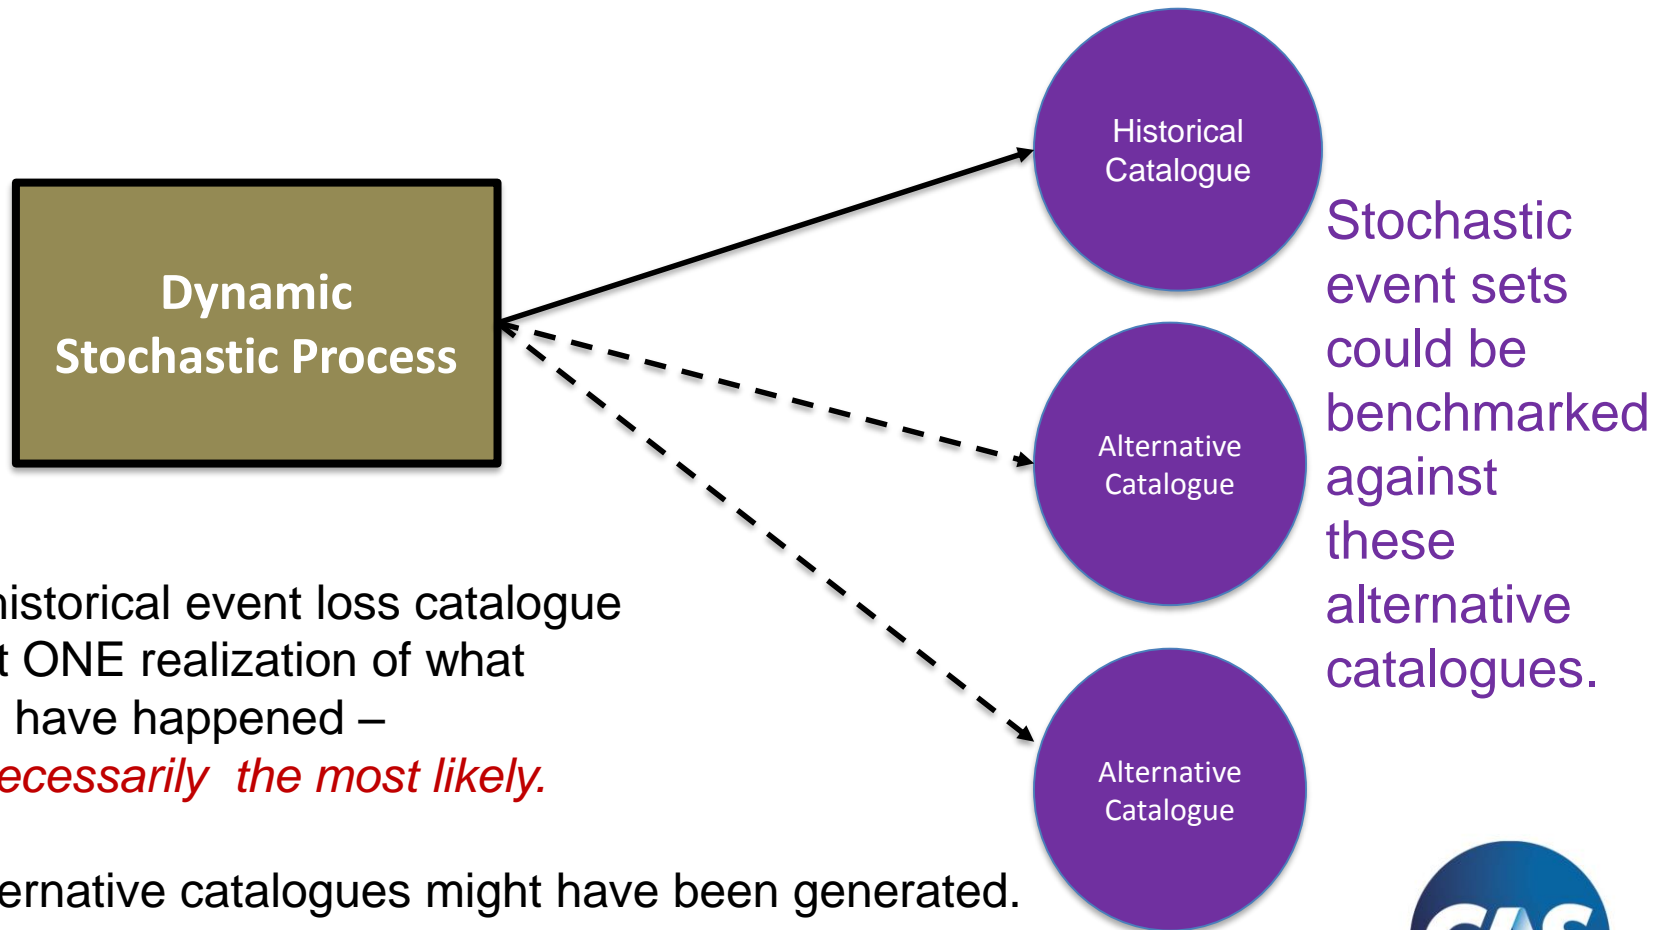 Historical
Catalogue
Dynamic
Stochastic Process
Stochastic
event sets
could be
benchmarked
against
these
alternative
catalogues.
Alternative
Catalogue
historical event loss catalogue
t ONE realization of what
have happened –
ecessarily the most likely.
Alternative
Catalogue
ernative catalogues might have been generated.
CAS